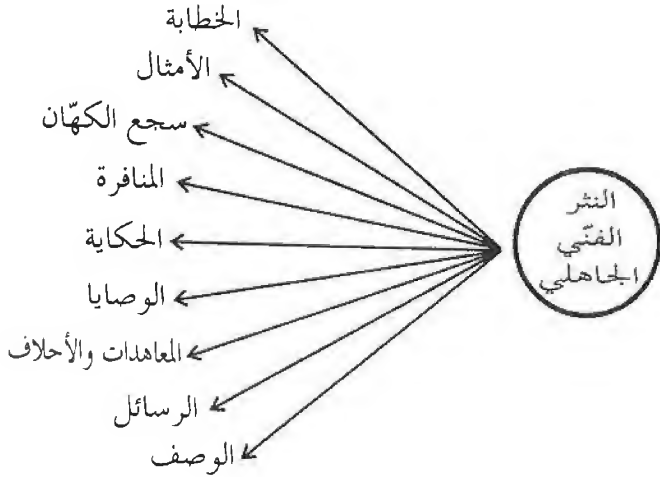 النثر
الفنّي
الجاهلي
الخطابة
الأمثال
سجع الكهّان
المنافرة
الحكاية
الوصايا
المعاهدات والأحلاف
الرسائل
الوصف